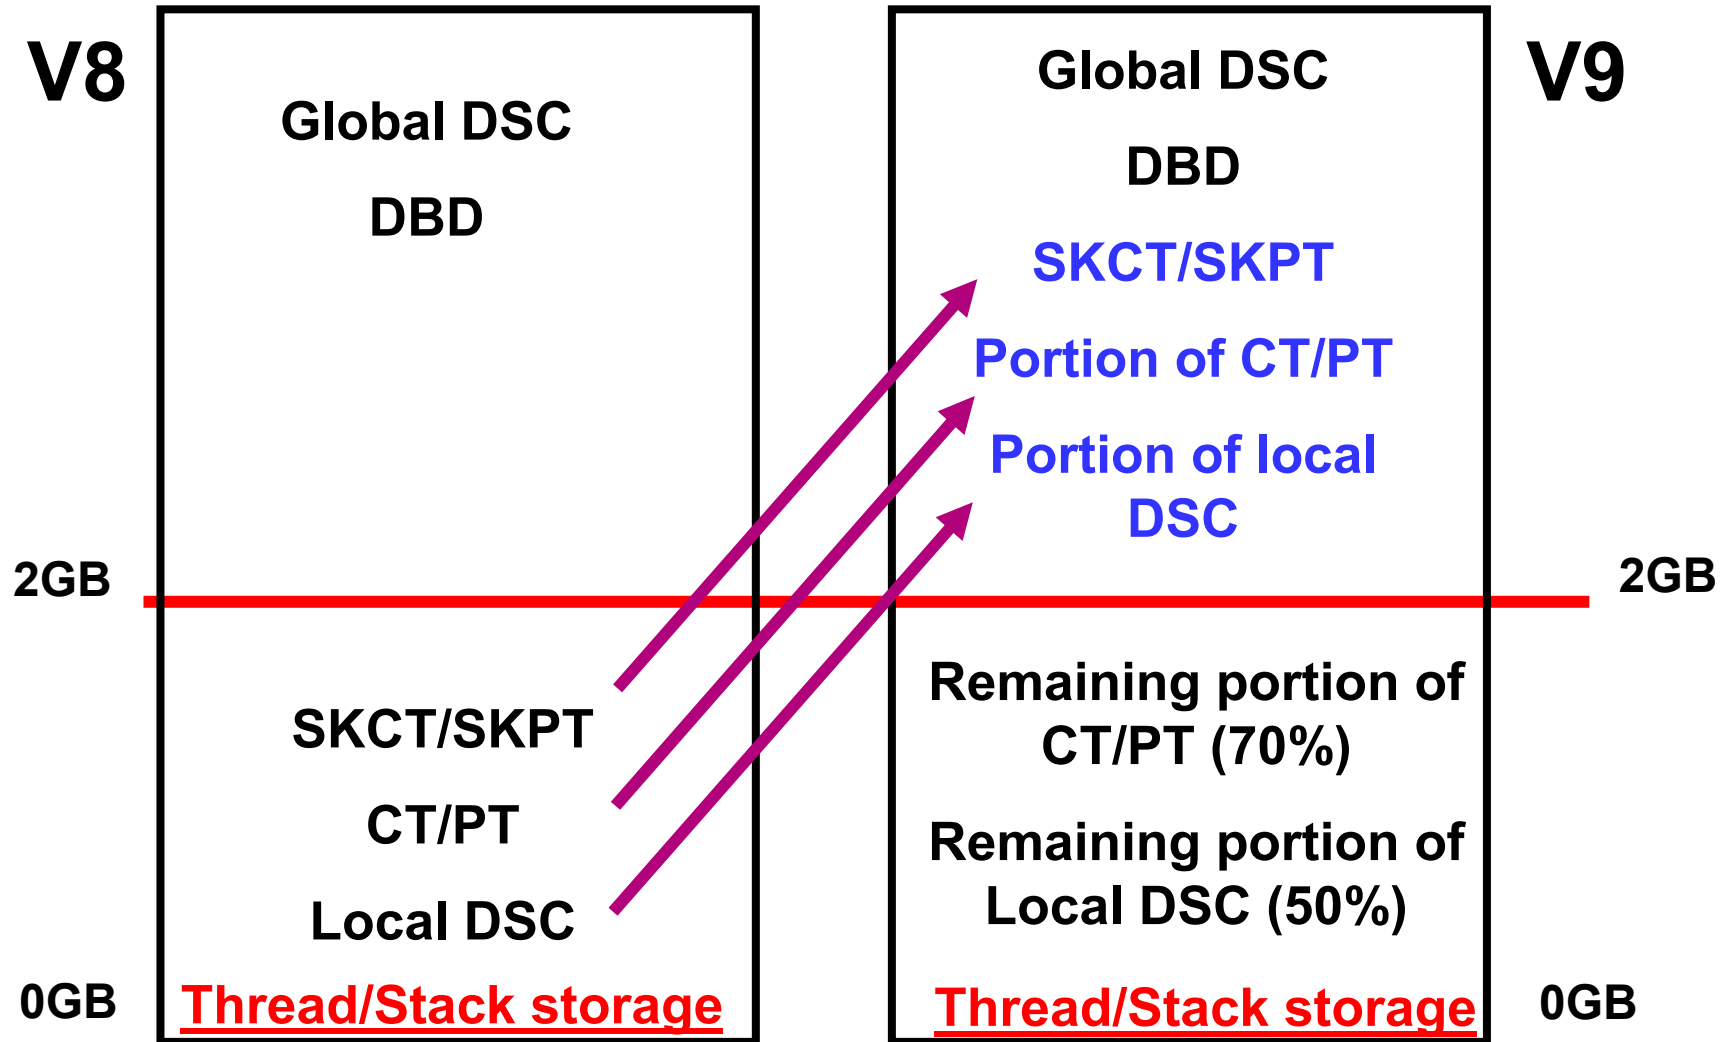 V8
Global DSC
DBD
2GB
SKCT/SKPT
CT/PT
Local DSC
0GB
Thread/Stack storage
V9
Global DSC
DBD
SKCT/SKPT
Portion of CT/PT
Portion of local
DSC
2GB
Remaining portion of
CT/PT (70%)
Remaining portion of
Local DSC (50%)
Thread/Stack storage
0GB